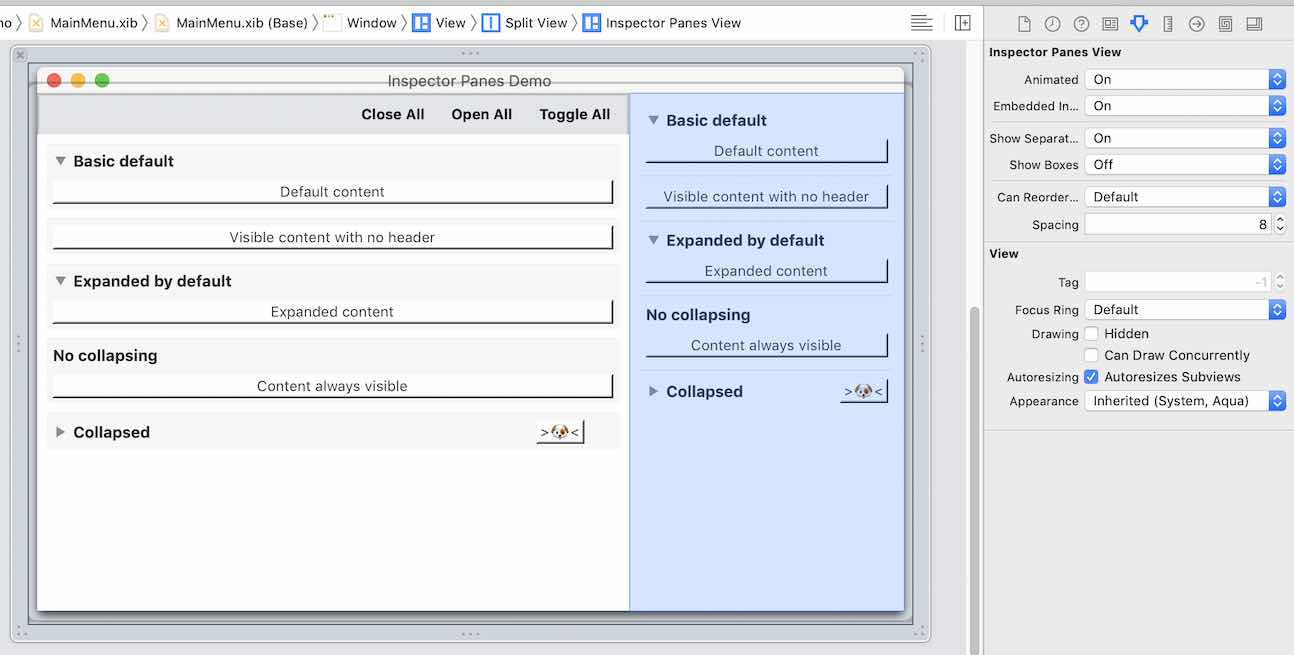 no MainMenu.xib MainMenu.xib (Base) Window View Split View Inspector Panes View
Inspector Panes Demo
Close All Open All Toggle All
Basic default
Default content
Visible content with no header
Expanded by default
Expanded content
No collapsing
Content always visible
Collapsed >🐶<
Basic default
Default content
Visible content with no header
Expanded by default
Expanded content
No collapsing
Content always visible
Collapsed >🐶<
Inspector Panes View
Animated On
Embedded In... On
Show Separat... On
Show Boxes Off
Can Reorder... Default
Spacing 8
View
Tag -1
Focus Ring Default
Drawing Hidden
Can Draw Concurrently
Autoresizing Autoresizes Subviews
Appearance Inherited (System, Aqua)